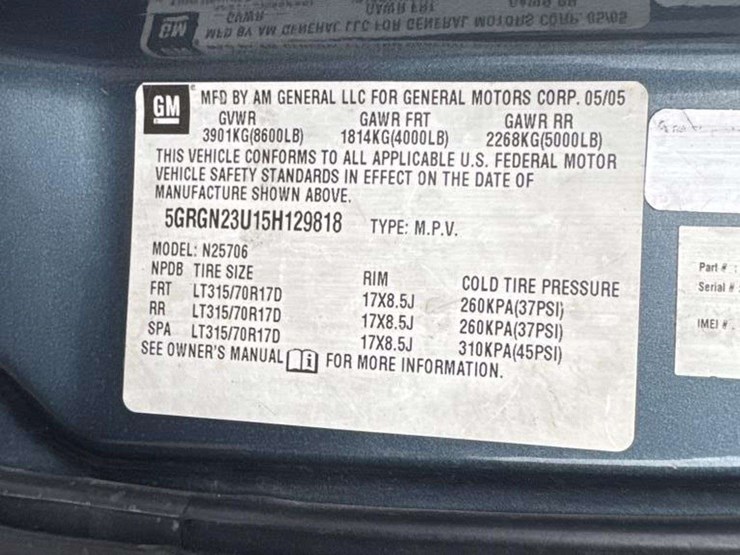 GM
MFD BY AM GENERAL LLC FOR GENERAL MOTORS CORP. 05/05
GVWR GAWR FRT GAWR RR
3901KG(8600LB) 1814KG(4000LB) 2268KG(5000LB)
THIS VEHICLE CONFORMS TO ALL APPLICABLE U.S. FEDERAL MOTOR
VEHICLE SAFETY STANDARDS IN EFFECT ON THE DATE OF
MANUFACTURE SHOWN ABOVE.
5GRGN23U15H129818 TYPE: M.P.V.
MODEL: N25706
NPDB TIRE SIZE RIM COLD TIRE PRESSURE
FRT LT315/70R17D 17X8.5J 260KPA(37PSI)
RR LT315/70R17D 17X8.5J 260KPA(37PSI)
SPA LT315/70R17D 17X8.5J 310KPA(45PSI)
SEE OWNER'S MANUAL FOR MORE INFORMATION.
Part # :
Serial #
IMEI # .